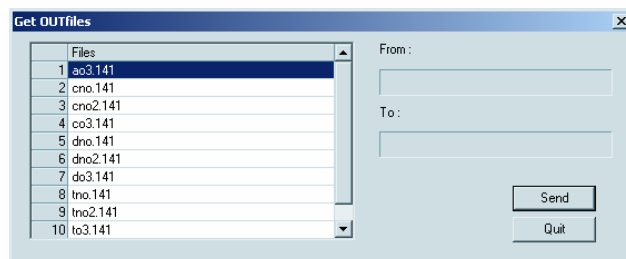 Get OUTfiles
Files
1 ao3.141
2 cno.141
3 cno2.141
4 co3.141
5 dno.141
6 dno2.141
7 do3.141
8 tno.141
9 tno2.141
10 to3.141
From :
To :
Send
Quit